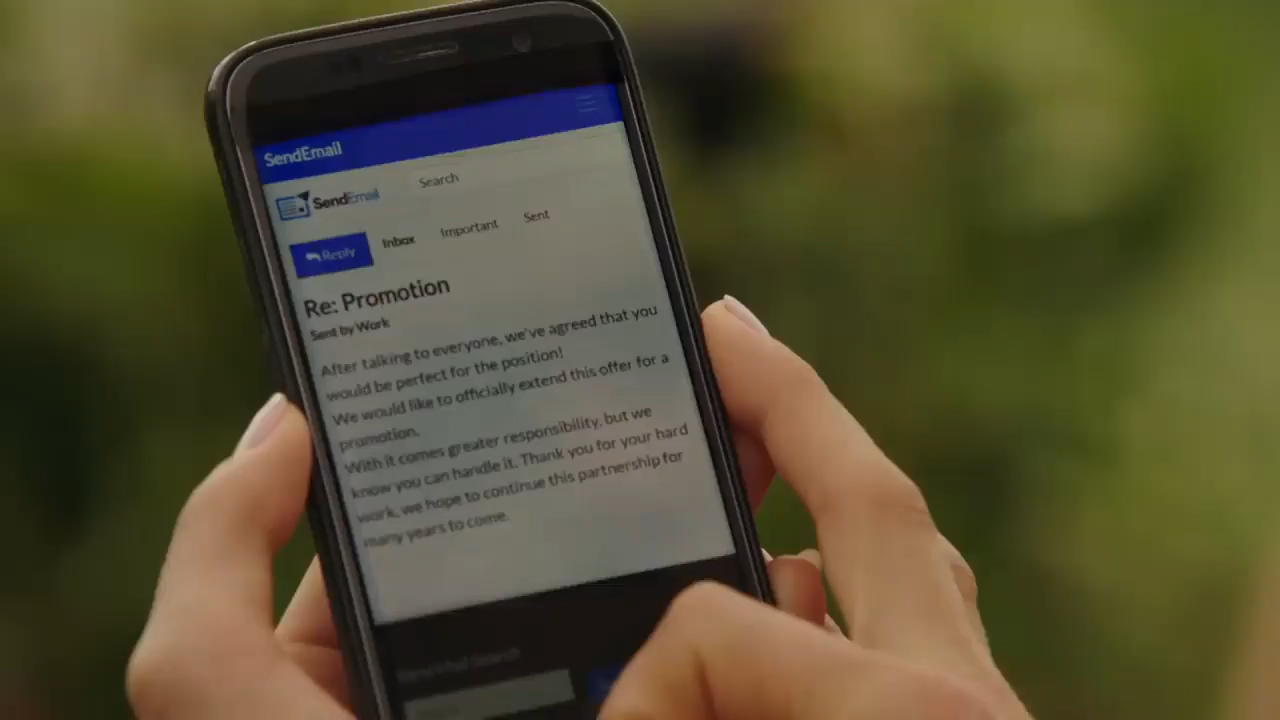 SendEmail
SendEmail
Search
Reply
Inbox
Important
Sent
Re: Promotion
Sent by Work
After talking to everyone, we've agreed that you
would be perfect for the position!
We would like to officially extend this offer for a
promotion.
With it comes greater responsibility, but we
know you can handle it. Thank you for your hard
work, we hope to continue this partnership for
many years to come.